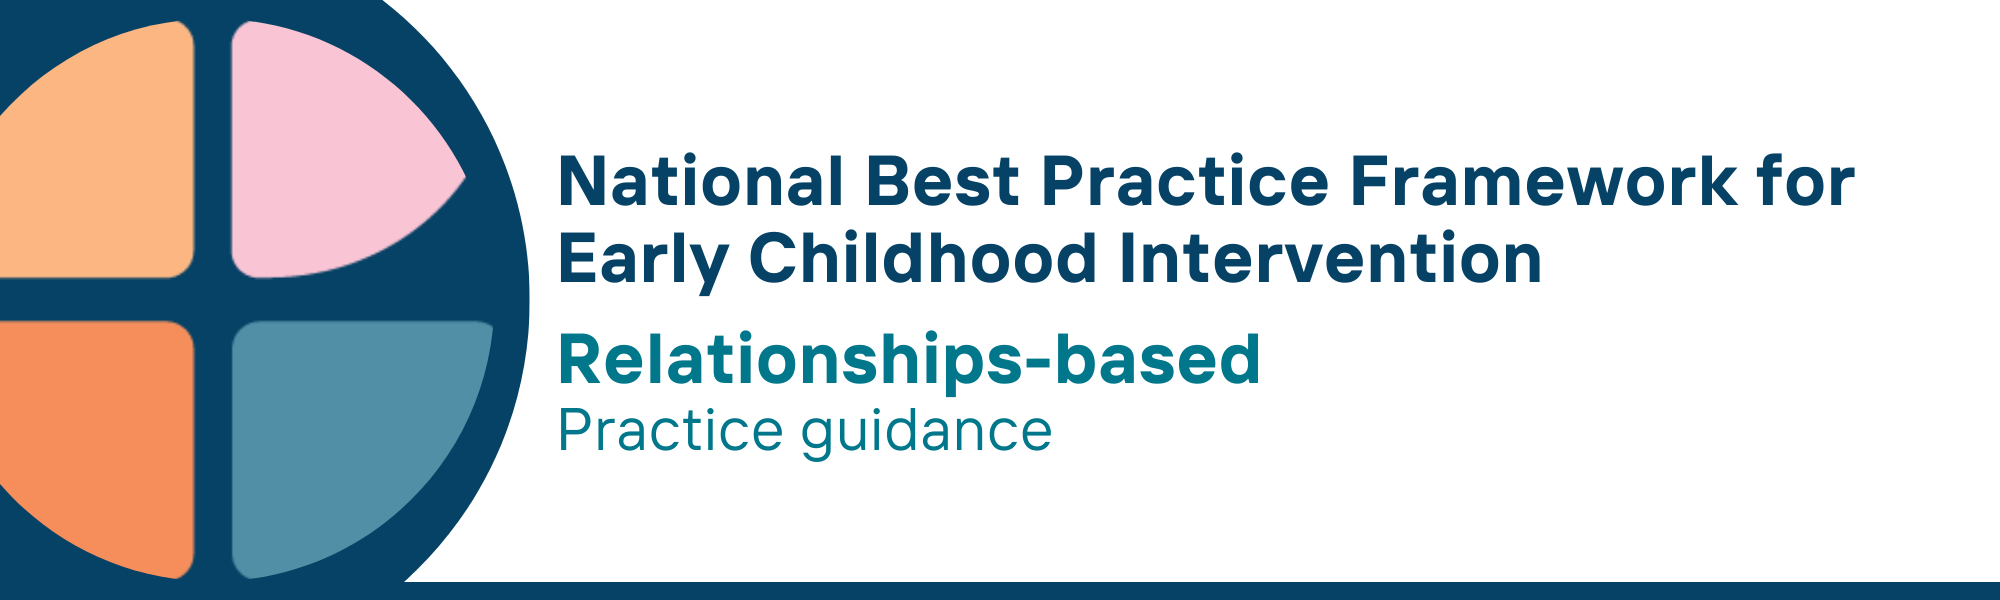 National Best Practice Framework for
Early Childhood Intervention
Relationships-based
Practice guidance